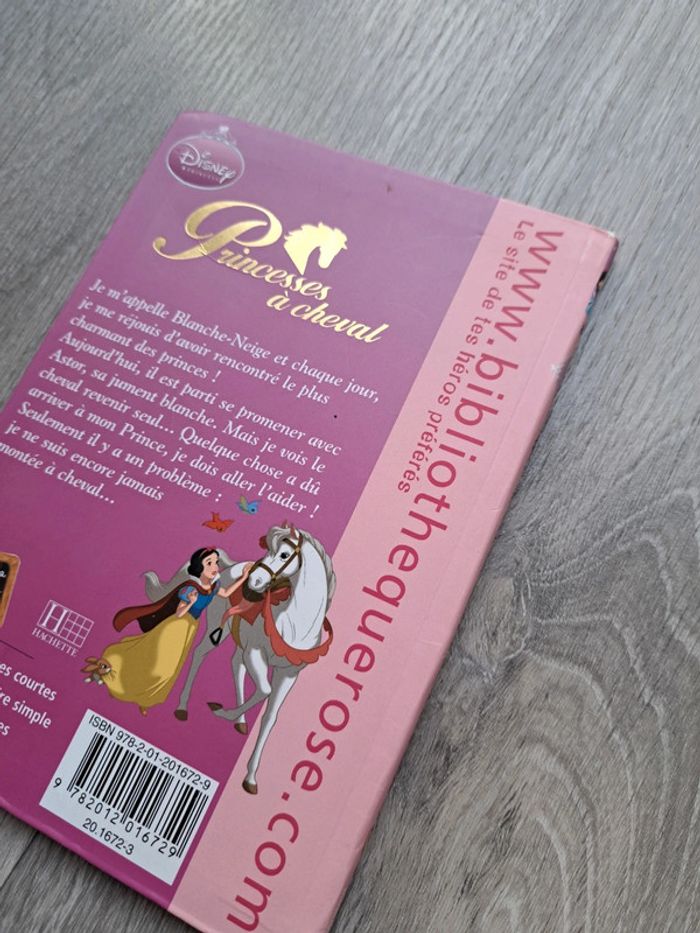 Disney
Princesses
à cheval
Je m'appelle Blanche-Neige et chaque jour,
je me réjouis d'avoir rencontré le plus
charmant des princes !
Aujourd'hui, il est parti se promener avec
Astor, sa jument blanche. Mais je vois le
cheval revenir seul... Quelque chose a dû
arriver à mon Prince, je dois aller l'aider !
Seulement il y a un problème :
je ne suis encore jamais
montée à cheval...
H
HACHETTE
es courtes
re simple
es
ISBN 978-2-01-201672-9
9 782012 016729
20.1672-3
www.bibliothequerose.com
Le site de tes héros préférés